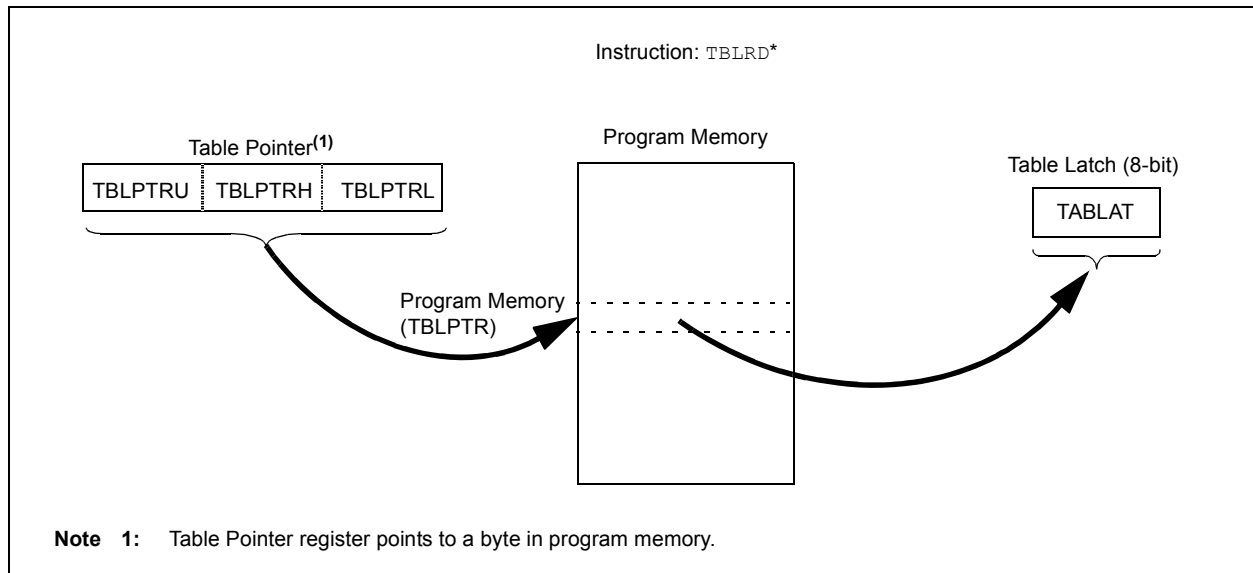 Instruction: TBLRD*
Table Pointer(1)
Program Memory
Table Latch (8-bit)
TBLPTRU TBLPTRH TBLPTRL
TABLAT
Program Memory
(TBLPTR)
Note 1: Table Pointer register points to a byte in program memory.